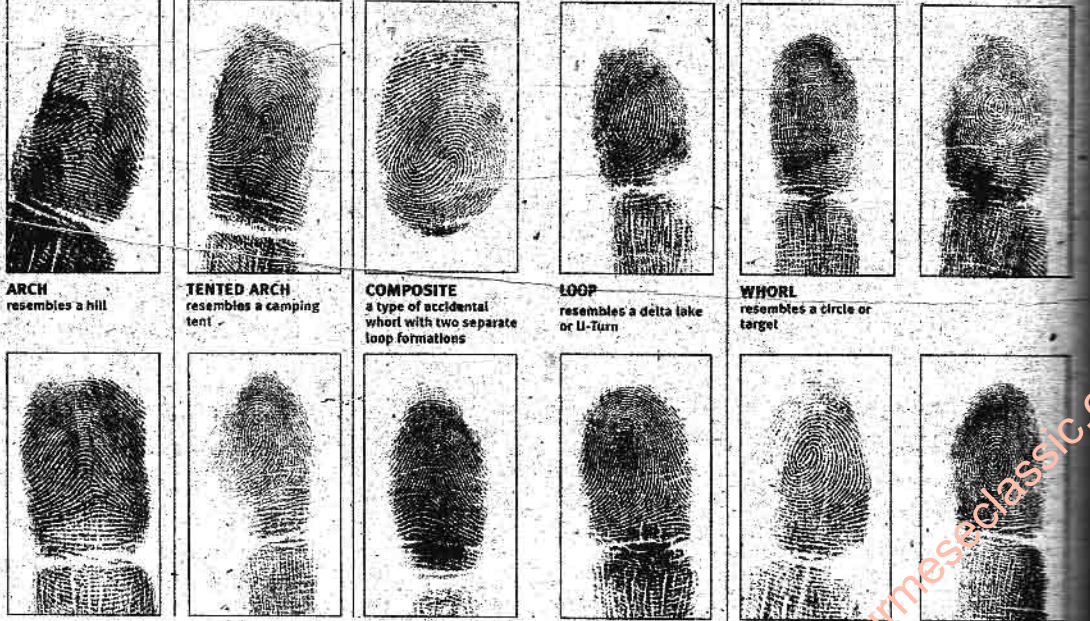 ARCH
resembles a hill
TENTED ARCH
resembles a camping
tent
COMPOSITE
a type of accidental
whorl with two separate
loop formations
LOOP
resembles a delta lake
or U-Turn
WHORL
resembles a circle or
target